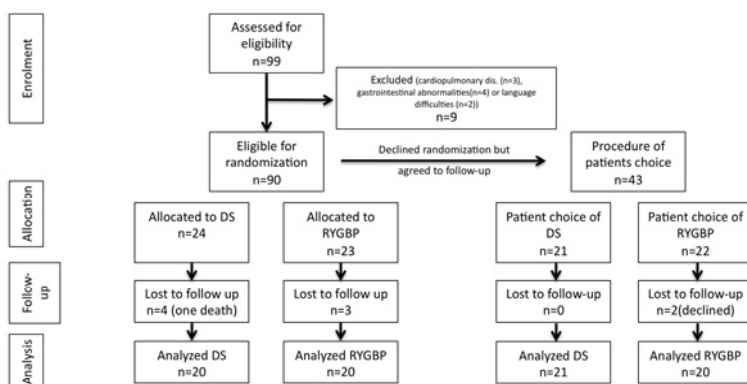 Enrolment
Assessed for
eligibility
n=99
Excluded (cardiopulmonary dis. (n=3),
gastrointestinal abnormalities(n=4) or language
difficulties (n=2))
n=9
Eligible for
randomization
n=90
Declined randomization but
agreed to follow-up
Procedure of
patients choice
n=43
Allocation
Allocated to DS
n=24
Allocated to
RYGBP
n=23
Patient choice of
DS
n=21
Patient choice of
RYGBP
n=22
Follow-
up
Lost to follow up
n=4 (one death)
Lost to follow up
n=3
Lost to follow-up
n=0
Lost to follow-up
n=2(declined)
Analysis
Analyzed DS
n=20
Analyzed RYGBP
n=20
Analyzed DS
n=21
Analyzed RYGBP
n=20